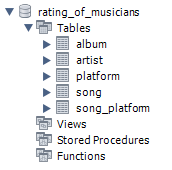 rating_of_musicians
Tables
album
artist
platform
song
song_platform
Views
Stored Procedures
Functions